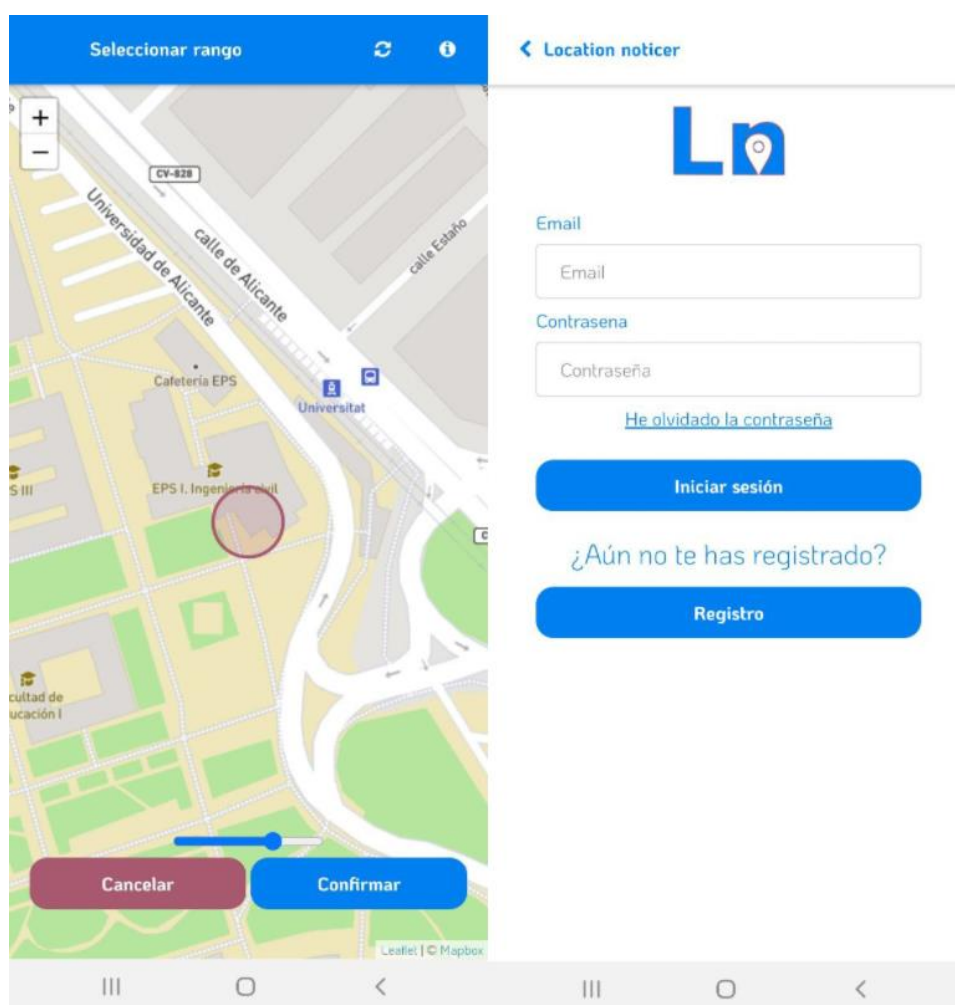 Seleccionar rango
+
−
CV-828
Universidad de Alicante
calle de Alicante
calle Estaño
Cafetería EPS
Universitat
S III
EPS I. Ingeniería civil
C
cultad de
ucación I
Cancelar
Confirmar
Leaflet | © Mapbox
Location noticer
Ln
Email
Email
Contrasena
Contraseña
He olvidado la contraseña
Iniciar sesión
¿Aún no te has registrado?
Registro